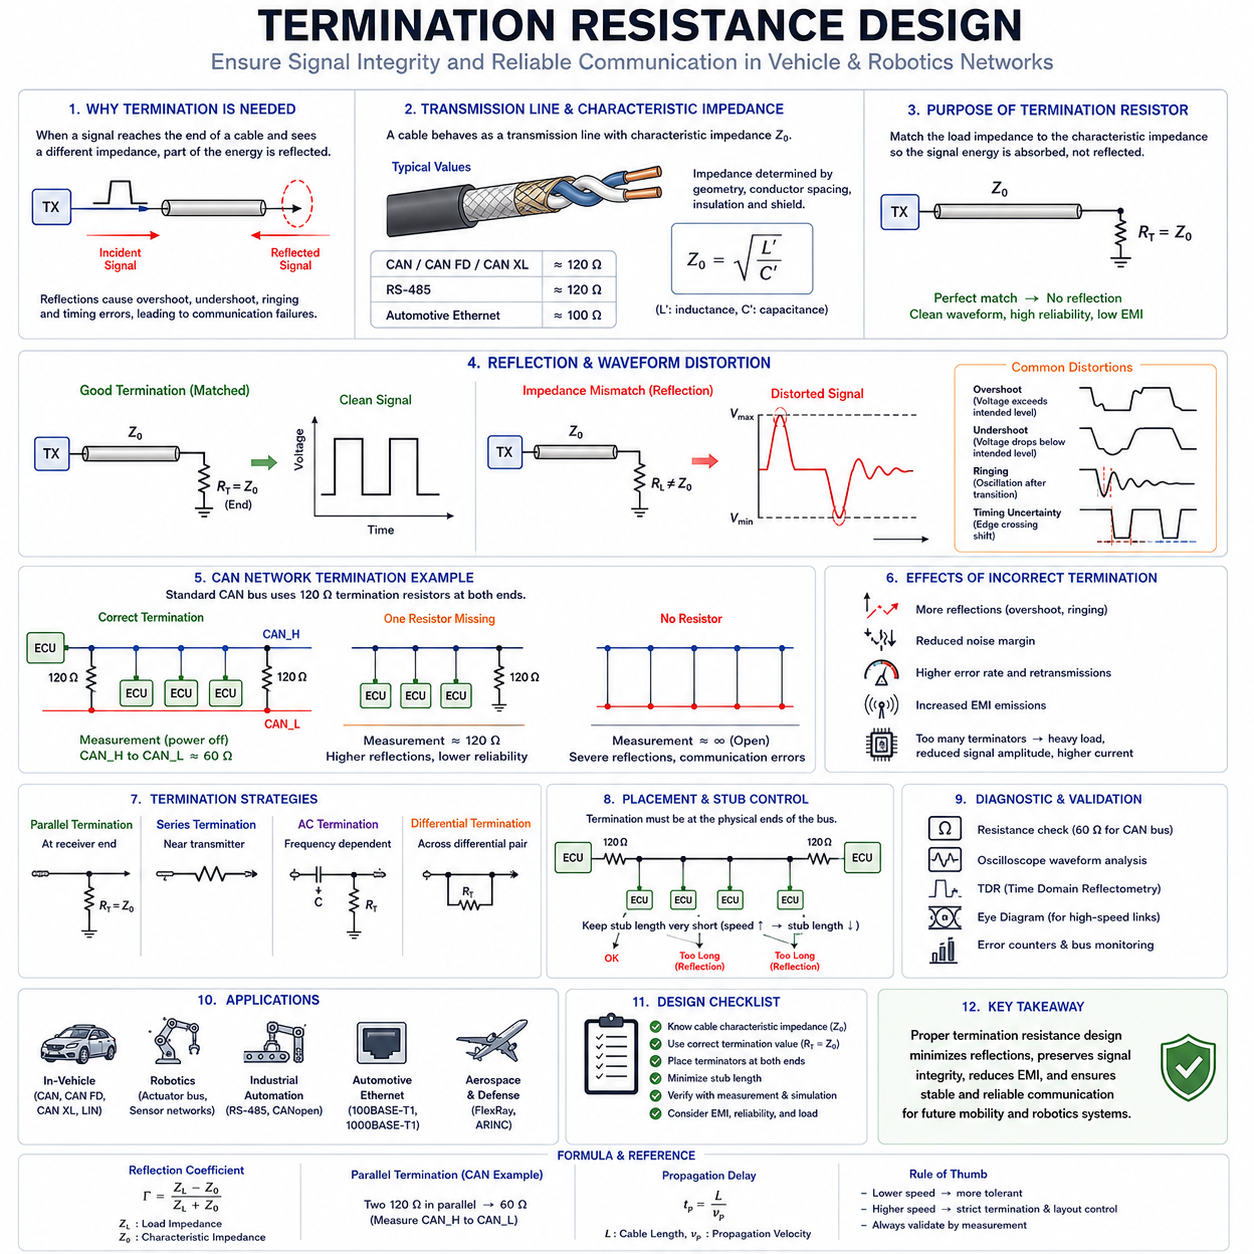 TERMINATION RESISTANCE DESIGN
Ensure Signal Integrity and Reliable Communication in Vehicle & Robotics Networks
1. WHY TERMINATION IS NEEDED
When a signal reaches the end of a cable and sees
a different impedance, part of the energy is reflected.
TX
Incident
Signal
Reflected
Signal
Reflections cause overshoot, undershoot, ringing
and timing errors, leading to communication failures.
2. TRANSMISSION LINE & CHARACTERISTIC IMPEDANCE
A cable behaves as a transmission line with characteristic impedance Z₀.
Typical Values
CAN / CAN FD / CAN XL ≈ 120 Ω
RS-485 ≈ 120 Ω
Automotive Ethernet ≈ 100 Ω
Impedance determined by
geometry, conductor spacing,
insulation and shield.
Z₀ = √(L'/C')
(L': inductance, C': capacitance)
3. PURPOSE OF TERMINATION RESISTOR
Match the load impedance to the characteristic impedance
so the signal energy is absorbed, not reflected.
Z₀
TX
R_T = Z₀
Perfect match → No reflection
Clean waveform, high reliability, low EMI
4. REFLECTION & WAVEFORM DISTORTION
Good Termination (Matched)
Z₀
TX
R_T = Z₀
(End)
Clean Signal
Voltage
Time
Impedance Mismatch (Reflection)
Z₀
TX
R_L ≠ Z₀
Distorted Signal
V_max
V_min
Common Distortions
Overshoot
(Voltage exceeds
intended level)
Undershoot
(Voltage drops below
intended level)
Ringing
(Oscillation after
transition)
Timing Uncertainty
(Edge crossing
shift)
5. CAN NETWORK TERMINATION EXAMPLE
Standard CAN bus uses 120 Ω termination resistors at both ends.
Correct Termination
CAN_H
ECU
120 Ω
ECU ECU ECU
120 Ω
CAN_L
Measurement (power off)
CAN_H to CAN_L ≈ 60 Ω
One Resistor Missing
ECU ECU ECU
120 Ω
Measurement ≈ 120 Ω
Higher reflections, lower reliability
No Resistor
Measurement ≈ ∞ (Open)
Severe reflections, communication errors
6. EFFECTS OF INCORRECT TERMINATION
More reflections (overshoot, ringing)
Reduced noise margin
Higher error rate and retransmissions
Increased EMI emissions
Too many terminators → heavy load,
reduced signal amplitude, higher current
7. TERMINATION STRATEGIES
Parallel Termination
At receiver end
R_T = Z₀
Series Termination
Near transmitter
AC Termination
Frequency dependent
C
R_T
Differential Termination
Across differential pair
R_T
8. PLACEMENT & STUB CONTROL
Termination must be at the physical ends of the bus.
ECU 120 Ω 120 Ω ECU
ECU ECU ECU ECU
Keep stub length very short (speed ↑ → stub length ↓)
OK
Too Long
(Reflection)
Too Long
(Reflection)
9. DIAGNOSTIC & VALIDATION
Ω
Resistance check (60 Ω for CAN bus)
Oscilloscope waveform analysis
TDR (Time Domain Reflectometry)
Eye Diagram (for high-speed links)
Error counters & bus monitoring
10. APPLICATIONS
In-Vehicle
(CAN, CAN FD,
CAN XL, LIN)
Robotics
(Actuator bus,
Sensor networks)
Industrial
Automation
(RS-485, CANopen)
Automotive
Ethernet
(100BASE-T1,
1000BASE-T1)
Aerospace
& Defense
(FlexRay,
ARINC)
11. DESIGN CHECKLIST
Know cable characteristic impedance (Z₀)
Use correct termination value (R_T = Z₀)
Place terminators at both ends
Minimize stub length
Verify with measurement & simulation
Consider EMI, reliability, and load
12. KEY TAKEAWAY
Proper termination resistance design
minimizes reflections, preserves signal
integrity, reduces EMI, and ensures
stable and reliable communication
for future mobility and robotics systems.
FORMULA & REFERENCE
Reflection Coefficient
Γ = (Z_L − Z₀) / (Z_L + Z₀)
Z_L : Load Impedance
Z₀ : Characteristic Impedance
Parallel Termination (CAN Example)
Two 120 Ω in parallel → 60 Ω
(Measure CAN_H to CAN_L)
Propagation Delay
t_p = L / v_p
L : Cable Length, v_p : Propagation Velocity
Rule of Thumb
– Lower speed → more tolerant
– Higher speed → strict termination & layout control
– Always validate by measurement